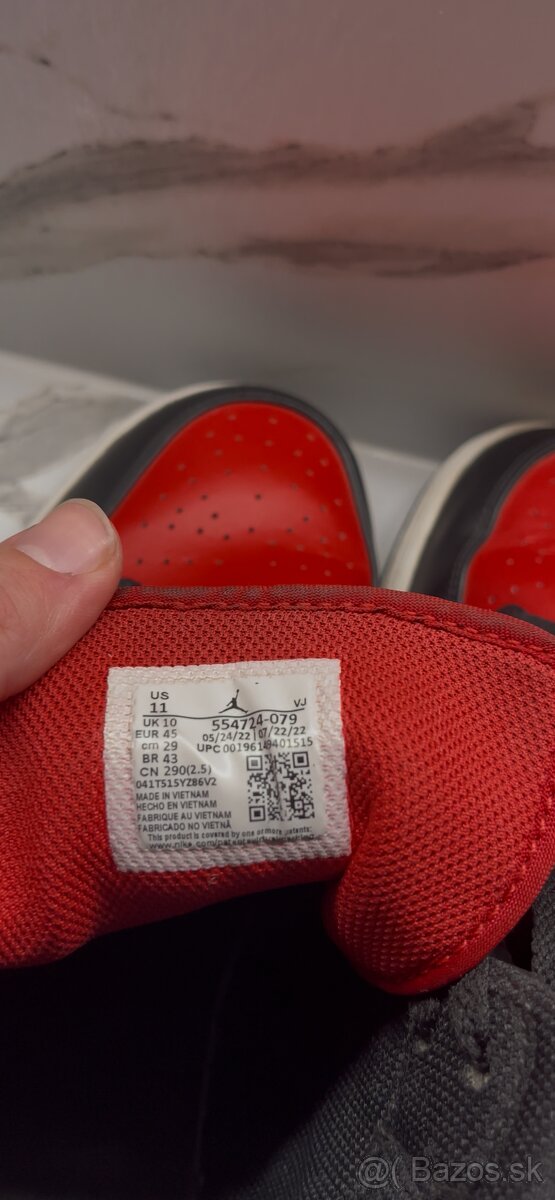 US
11
VJ
UK 10 554724-079
EUR 45 05/24/22 07/22/22
cm 29 UPC 00196149401515
BR 43
CN 290(2.5)
041T515YZ86V2
MADE IN VIETNAM
HECHO EN VIETNAM
FABRIQUE AU VIETNAM
FABRICADO NO VIETNÃ
This product is covered by one or more patents:
@( Bazos.sk